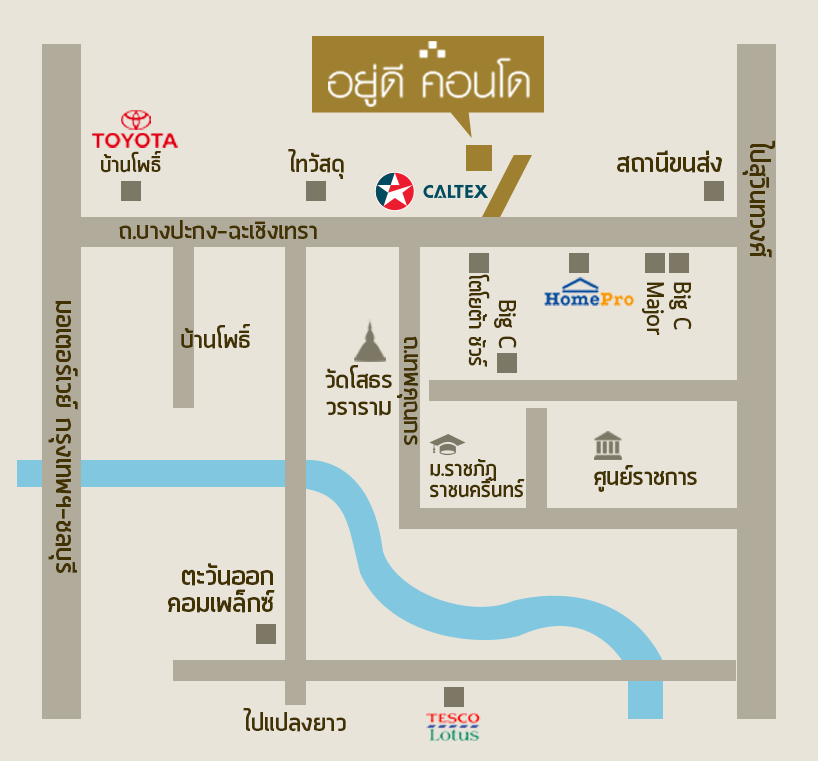 อยู่ดี คอนโด
TOYOTA
บ้านโพธิ์
ไทวัสดุ
CALTEX
สถานีขนส่ง
ไปสุวินทวงศ์
ถ.บางปะกง-ฉะเชิงเทรา
มอเตอร์เวย์ กรุงเทพฯ-ชลบุรี
บ้านโพธิ์
วัดโสธร
วราราม
ถ.เทพคุณากร
โตโยต้า ชัวร์
Big C
HomePro
Major
Big C
ม.ราชภัฏ
ราชนครินทร์
ศูนย์ราชการ
ตะวันออก
คอมเพล็กซ์
ไปแปลงยาว
TESCO
Lotus